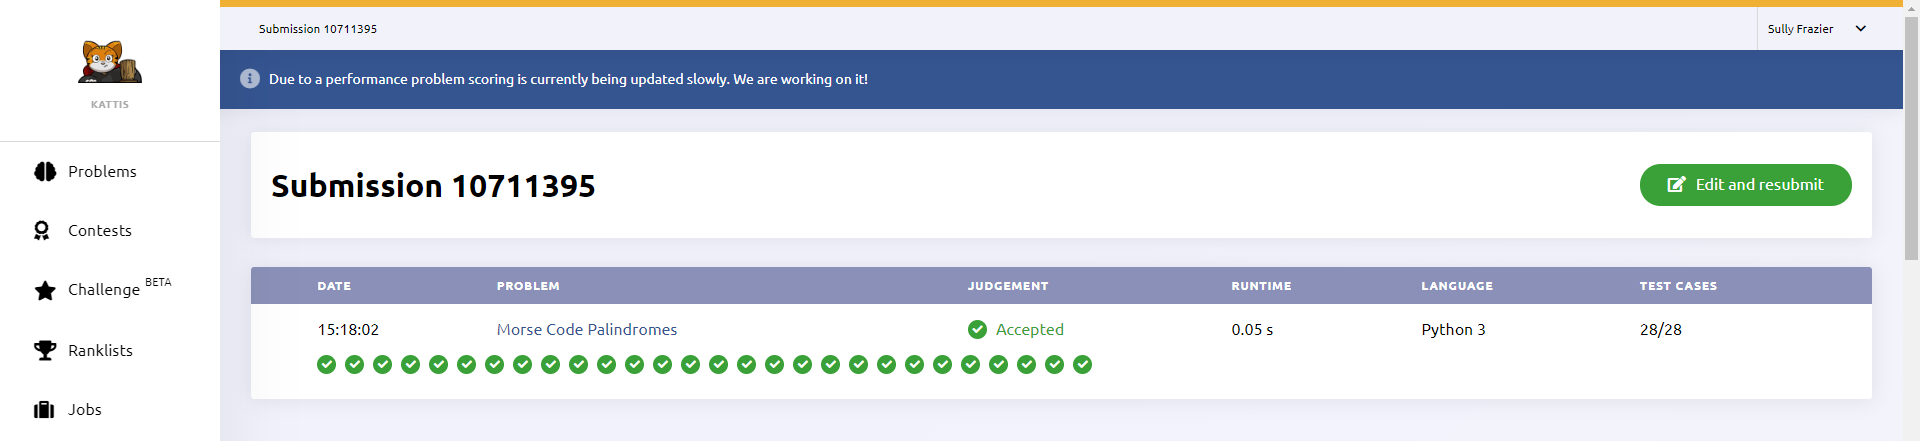 Submission 10711395
Sully Frazier
Due to a performance problem scoring is currently being updated slowly. We are working on it!
KATTIS
Problems
Contests
Challenge BETA
Ranklists
Jobs
Submission 10711395
Edit and resubmit
DATE PROBLEM JUDGEMENT RUNTIME LANGUAGE TEST CASES
15:18:02 Morse Code Palindromes Accepted 0.05 s Python 3 28/28